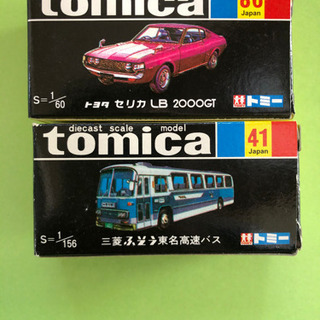 tomica
Japan
S=1/60
トヨタ セリカ LB 2000GT
トミー
diecast scale model
tomica
41
Japan
S=1/156
三菱ふそう東名高速バス
トミー